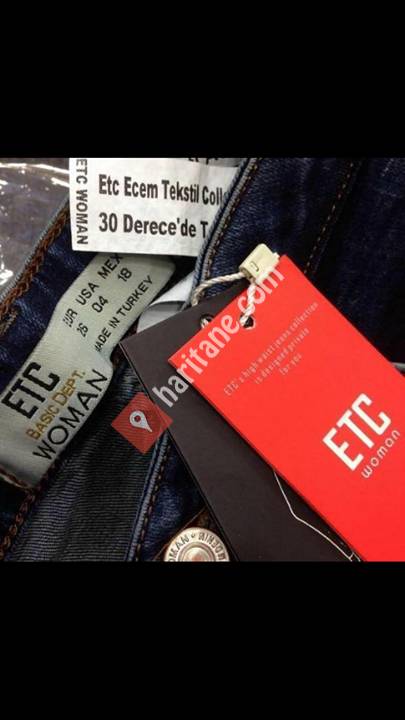 ETC WOMAN
Etc Ecem Tekstil Coll
30 Derece'de T
EUR USA MEX
26 04 18
MADE IN TURKEY
ETC
BASIC DEPT.
WOMAN
ETC's high waist jeans collection
is designed private
for you
ETC
woman
haritane.com